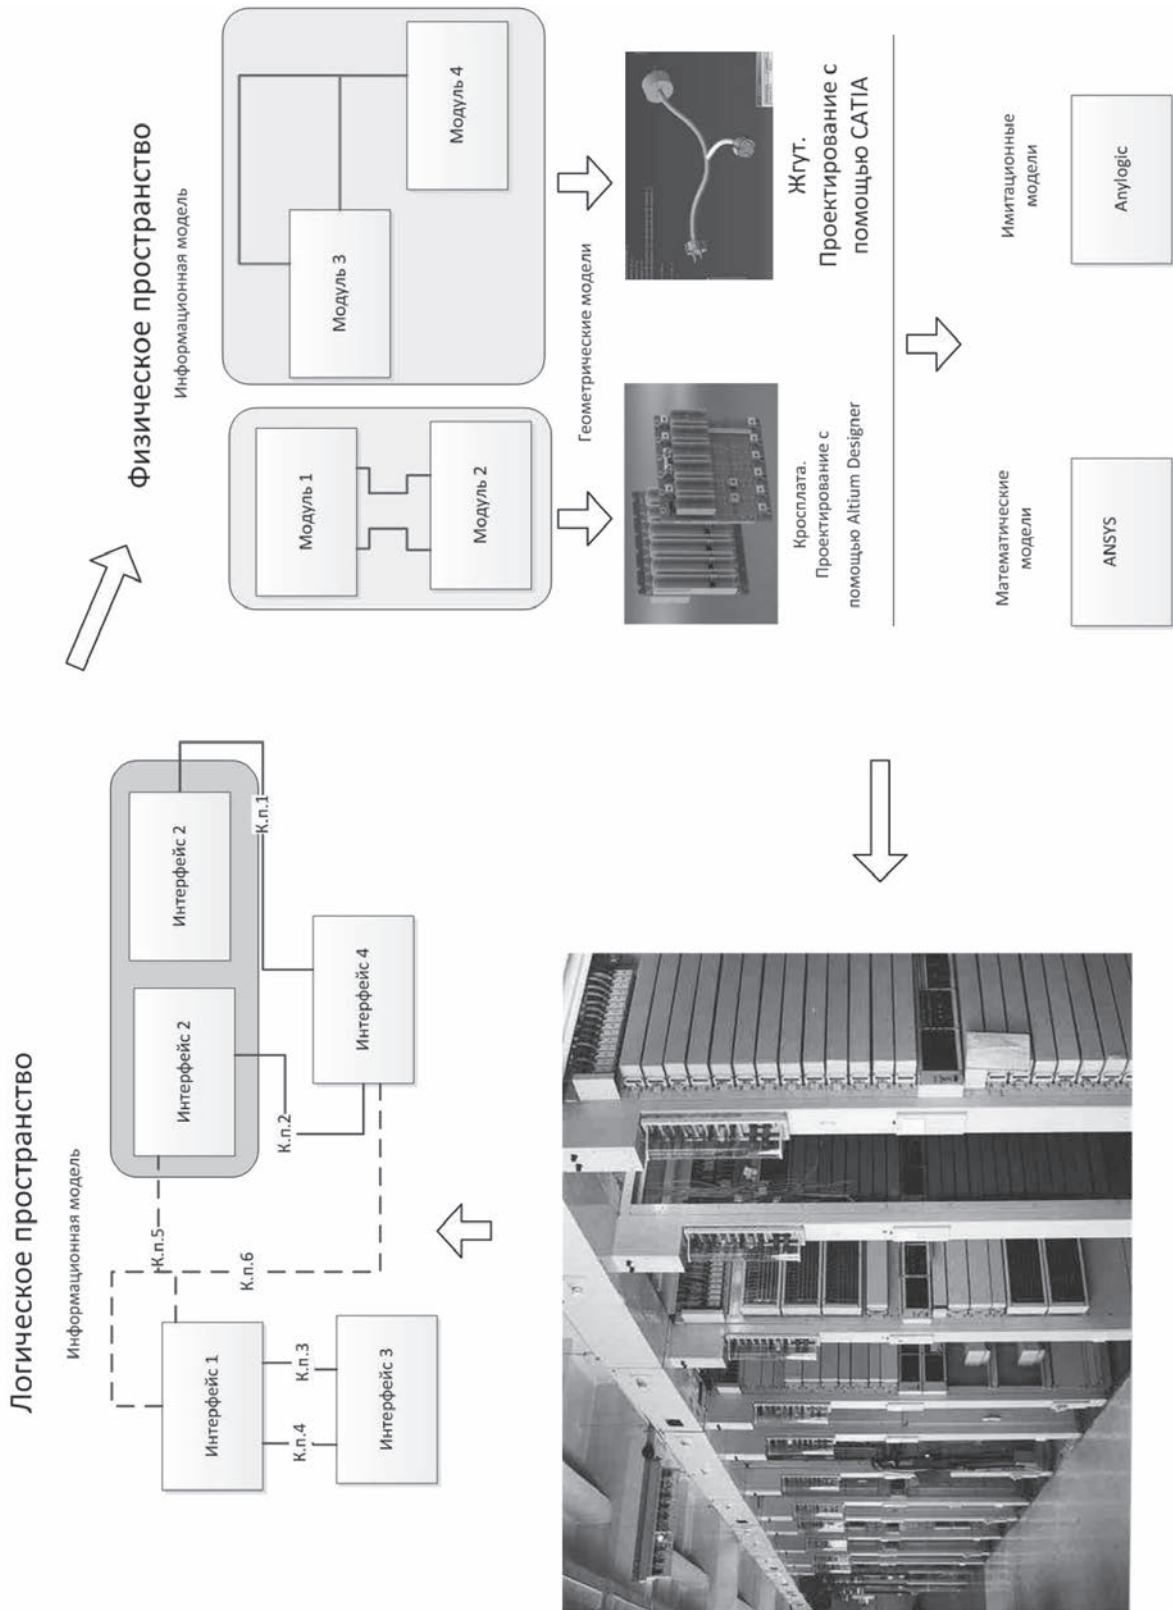 Логическое пространство
Информационная модель
Интерфейс 1
Интерфейс 3
Интерфейс 2
Интерфейс 2
Интерфейс 4
К.п.1
К.п.2
К.п.3
К.п.4
К.п.5
К.п.6
Физическое пространство
Информационная модель
Модуль 1
Модуль 2
Модуль 3
Модуль 4
Геометрические модели
Кросплата.
Проектирование с
помощью Altium Designer
Жгут.
Проектирование с
помощью CATIA
Математические
модели
ANSYS
Имитационные
модели
Anylogic